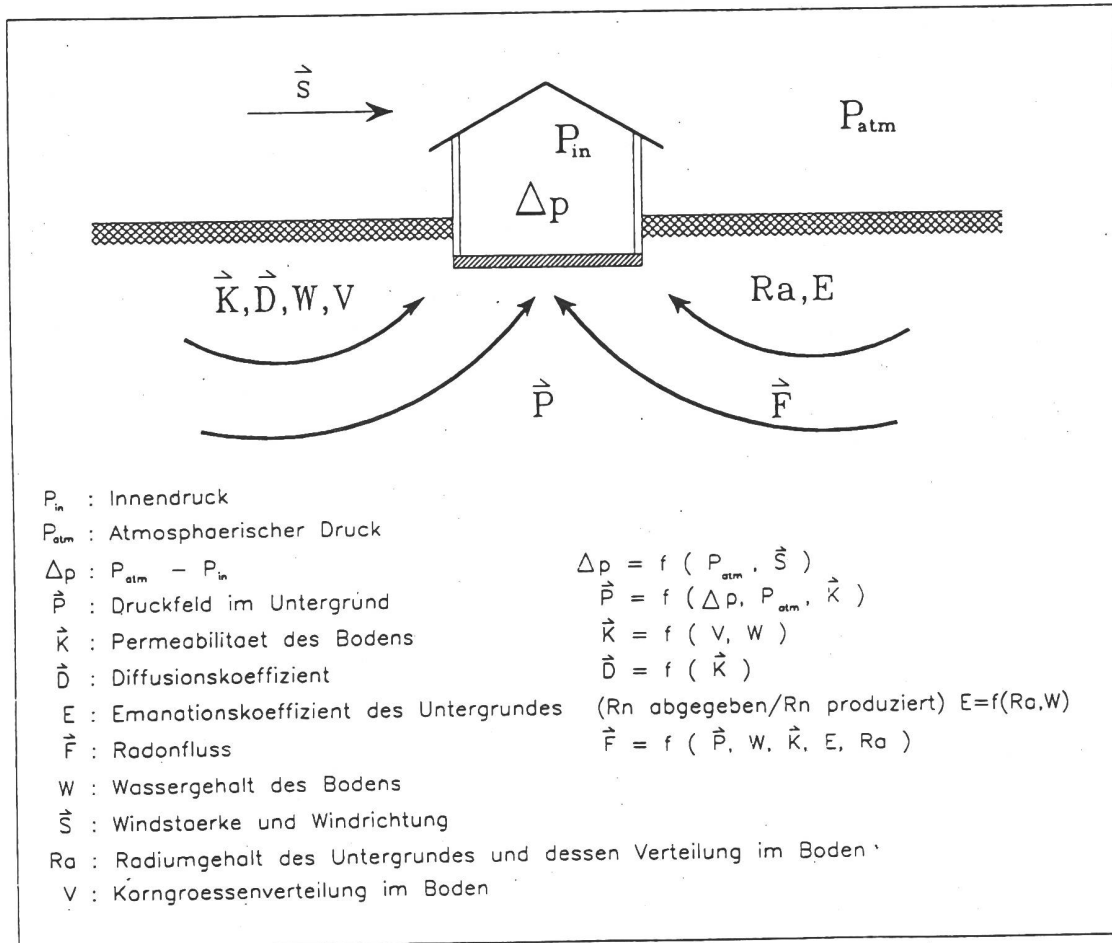 S⃗
P_atm
P_in
Δp
K⃗,D⃗,W,V
Ra,E
P⃗
F⃗
P_in : Innendruck
P_atm : Atmosphaerischer Druck
Δp : P_atm − P_in Δp = f ( P_atm , S⃗ )
P⃗ : Druckfeld im Untergrund P⃗ = f ( Δp, P_atm, K⃗ )
K⃗ : Permeabilitaet des Bodens K⃗ = f ( V, W )
D⃗ : Diffusionskoeffizient D⃗ = f ( K⃗ )
E : Emanationskoeffizient des Untergrundes (Rn abgegeben/Rn produziert) E=f(Ra,W)
F⃗ : Radonfluss F⃗ = f ( P⃗, W, K⃗, E, Ra )
W : Wassergehalt des Bodens
S⃗ : Windstaerke und Windrichtung
Ra : Radiumgehalt des Untergrundes und dessen Verteilung im Boden
V : Korngroessenverteilung im Boden